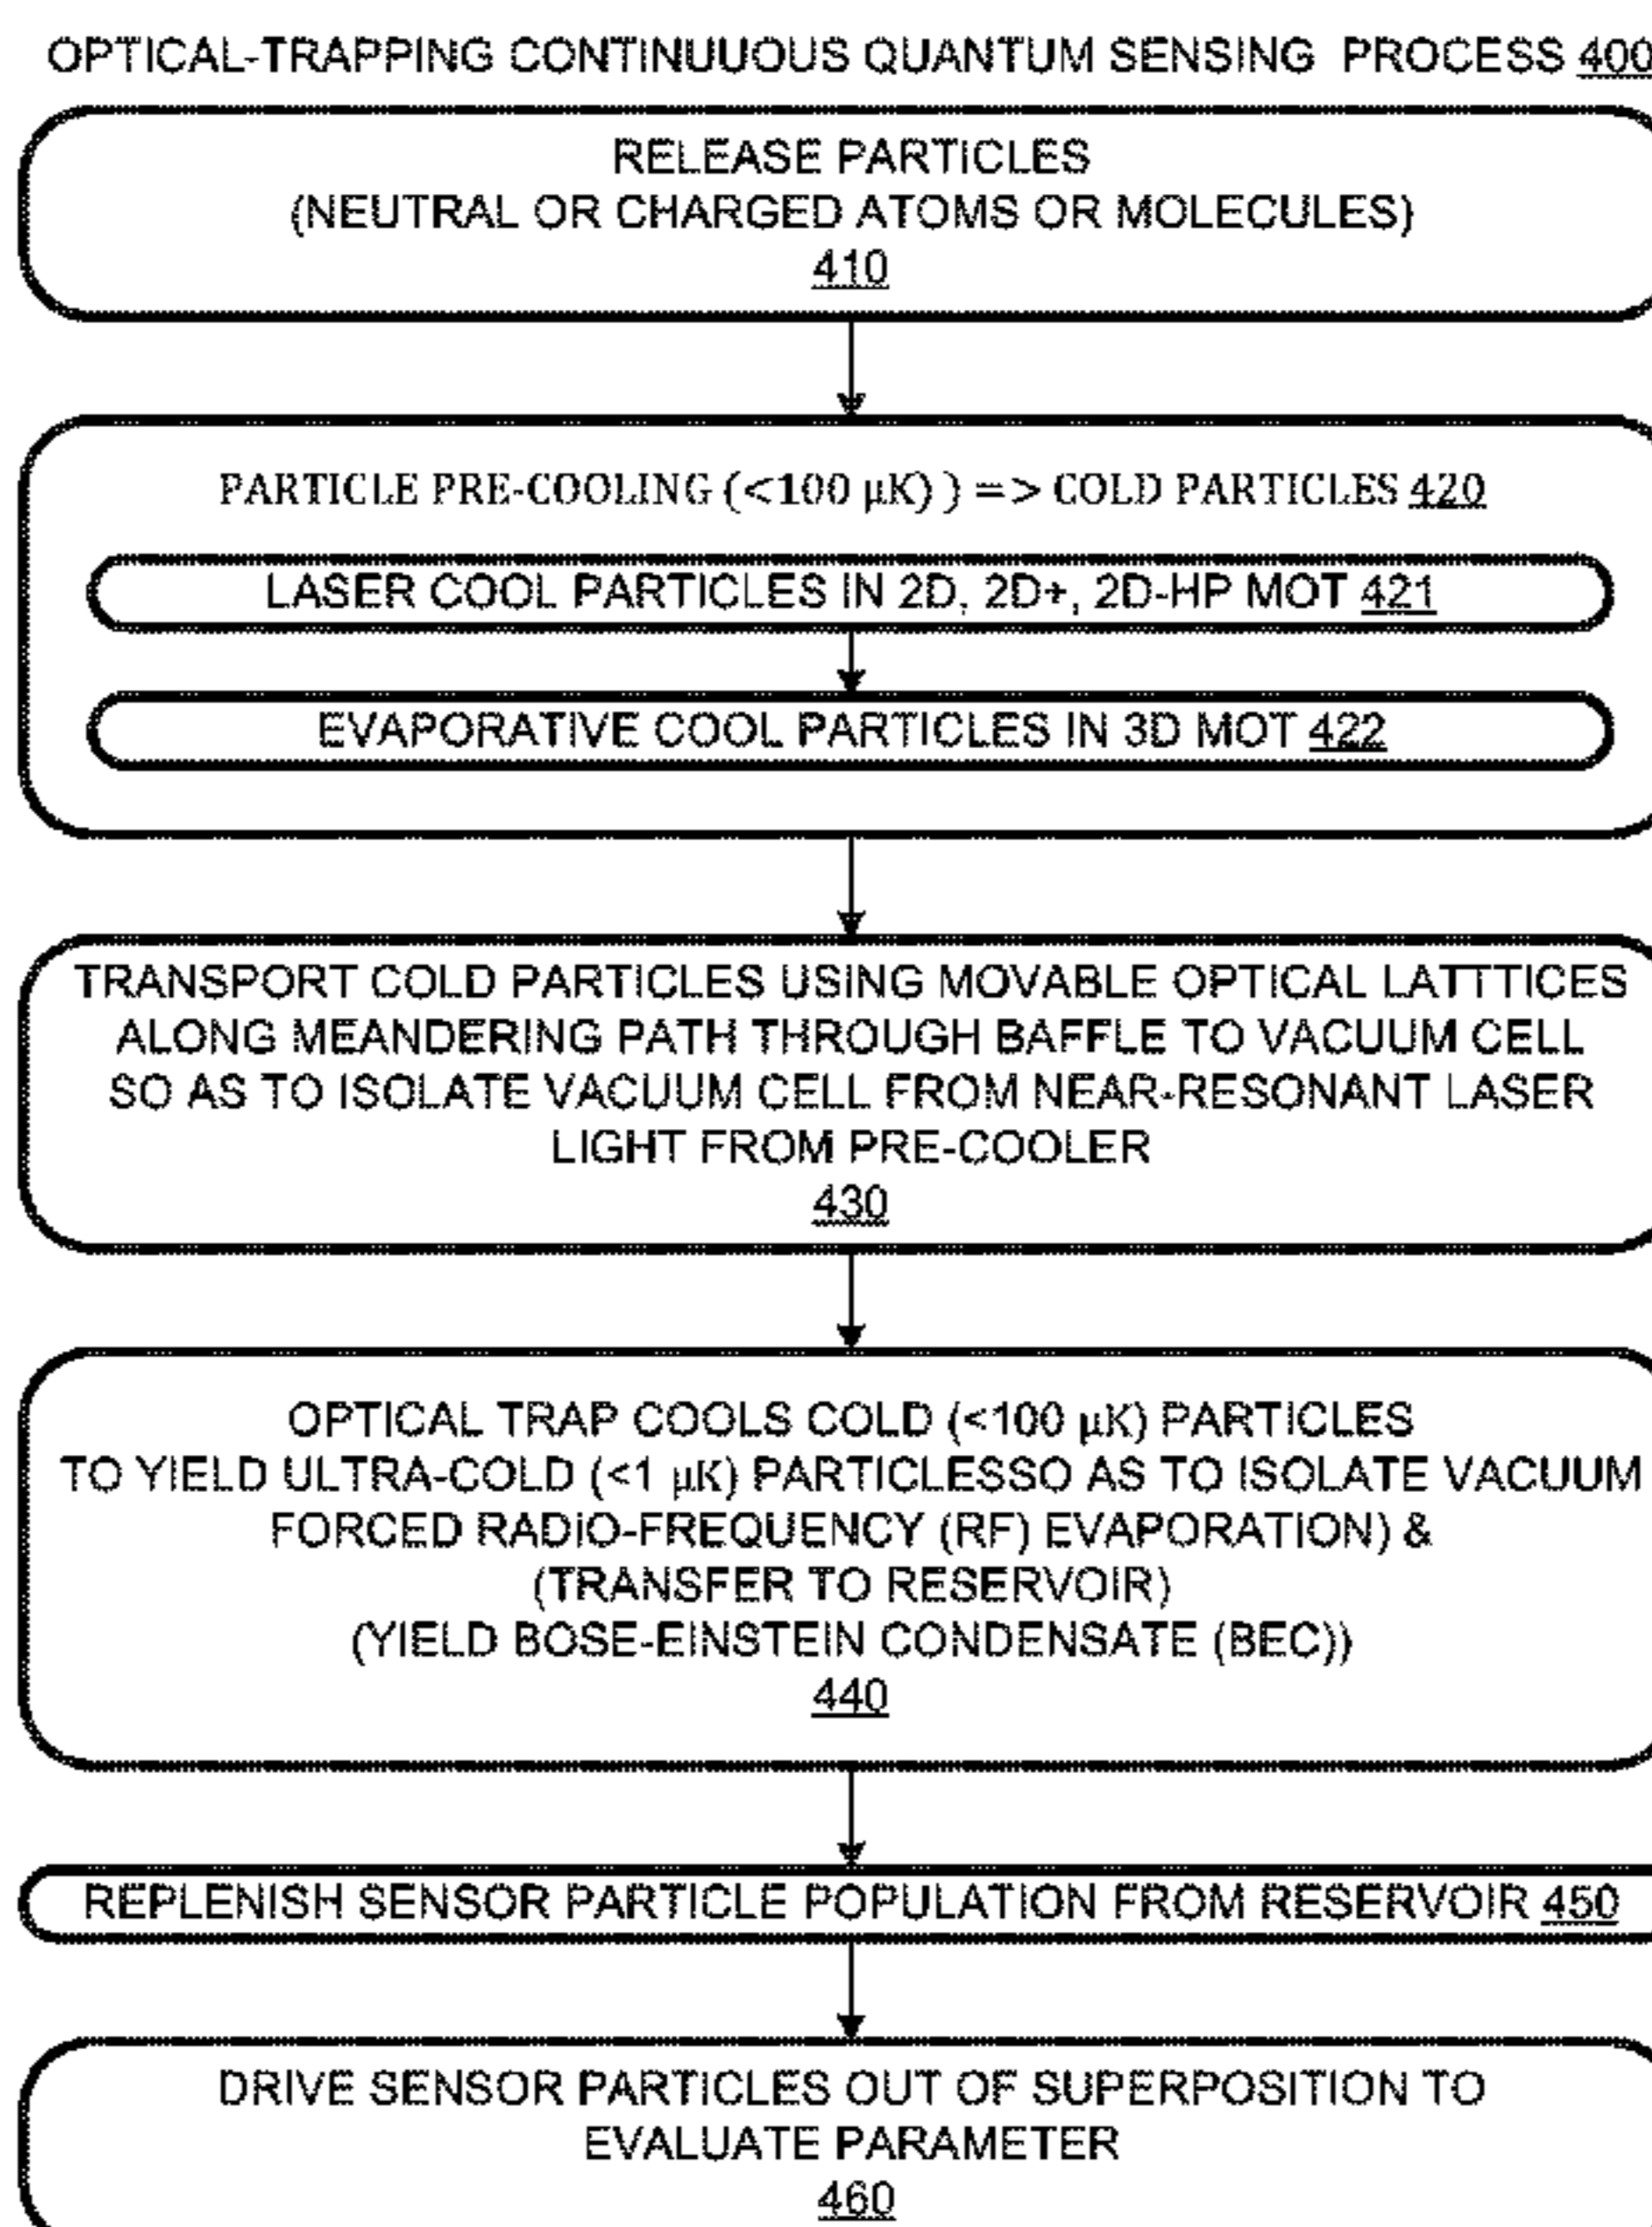 OPTICAL-TRAPPING CONTINUUOUS QUANTUM SENSING PROCESS 400
RELEASE PARTICLES
(NEUTRAL OR CHARGED ATOMS OR MOLECULES)
410
PARTICLE PRE-COOLING (<100 μK) ) => COLD PARTICLES 420
LASER COOL PARTICLES IN 2D, 2D+, 2D-HP MOT 421
EVAPORATIVE COOL PARTICLES IN 3D MOT 422
TRANSPORT COLD PARTICLES USING MOVABLE OPTICAL LATTTICES
ALONG MEANDERING PATH THROUGH BAFFLE TO VACUUM CELL
SO AS TO ISOLATE VACUUM CELL FROM NEAR-RESONANT LASER
LIGHT FROM PRE-COOLER
430
OPTICAL TRAP COOLS COLD (<100 μK) PARTICLES
TO YIELD ULTRA-COLD (<1 μK) PARTICLESSO AS TO ISOLATE VACUUM
FORCED RADIO-FREQUENCY (RF) EVAPORATION) &
(TRANSFER TO RESERVOIR)
(YIELD BOSE-EINSTEIN CONDENSATE (BEC))
440
REPLENISH SENSOR PARTICLE POPULATION FROM RESERVOIR 450
DRIVE SENSOR PARTICLES OUT OF SUPERPOSITION TO
EVALUATE PARAMETER
460